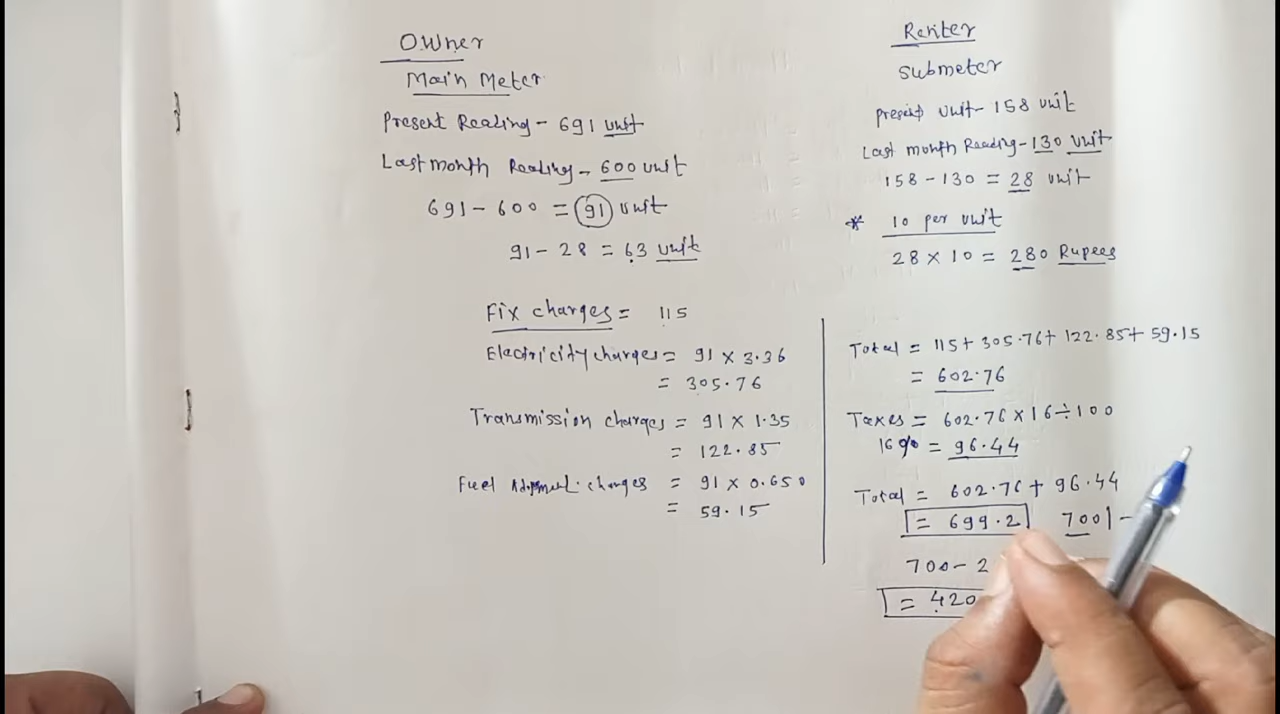 Owner
Main Meter
Present Reading - 691 unit
Last month Reading - 600 unit
691 - 600 = 91 unit
91 - 28 = 63 unit
Renter
Submeter
present unit - 158 unit
Last month Reading - 130 unit
158 - 130 = 28 unit
* 10 per unit
28 × 10 = 280 Rupees
Fix charges = 115
Electricity charges = 91 × 3.36
= 305.76
Transmission charges = 91 × 1.35
= 122.85
Fuel charges = 91 × 0.650
= 59.15
Total = 115 + 305.76 + 122.85 + 59.15
= 602.76
Taxes = 602.76 × 16 ÷ 100
16% = 96.44
Total = 602.76 + 96.44
= 699.2 700/-
700 - 2
= 420